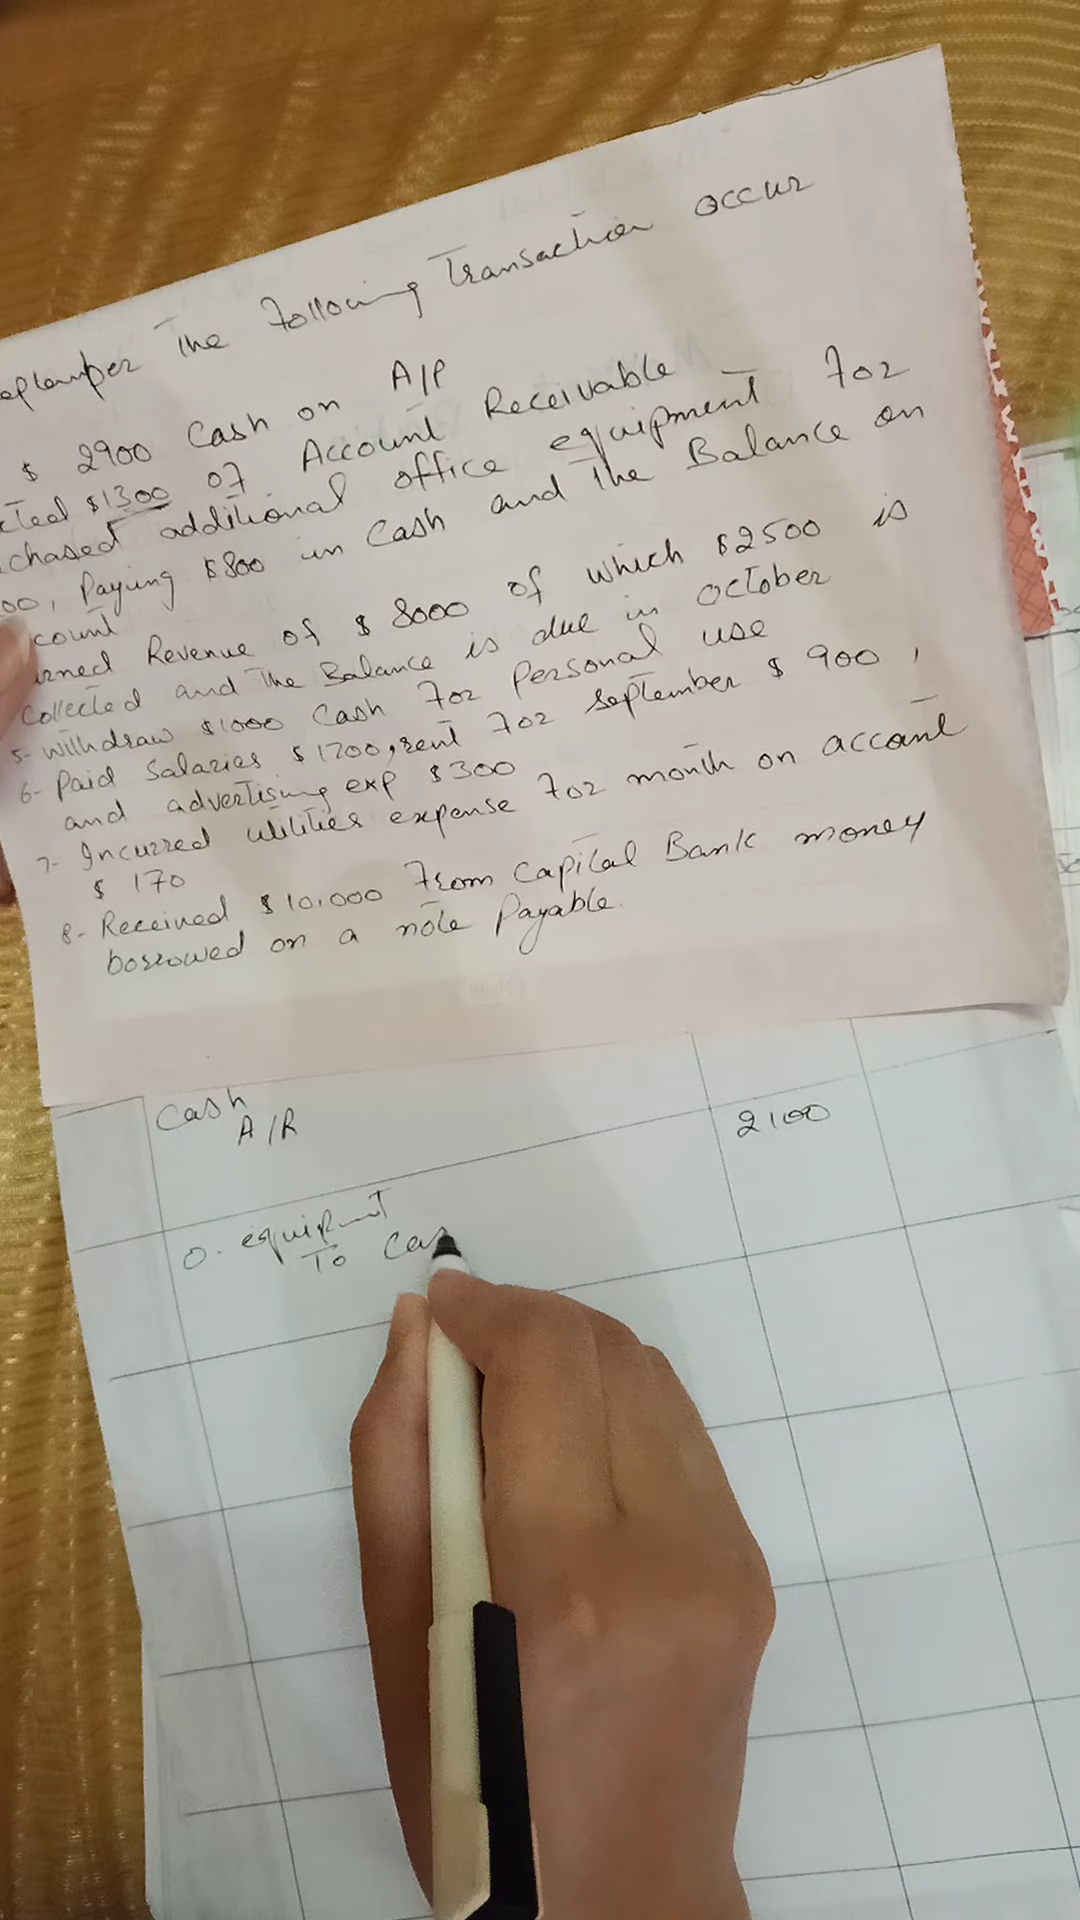 The Following Transaction occur
$ 2900 Cash on A/P
$1300 of Account Receivable
additional office equipment for
00, Paying $800 in Cash and the Balance on
count
Revenue of $ 8000 of which $2500 is
collected and the Balance is due in october
5- withdraw $1000 cash for personal use
6- Paid Salaries $ 1700, rent for september $ 900,
and advertising exp $300
7- Incurred utilities expense for month on account
$ 170
8- Received $10,000 from Capital Bank money
borrowed on a note Payable.
Cash
A/R
2100
O. equipmt
To Cas